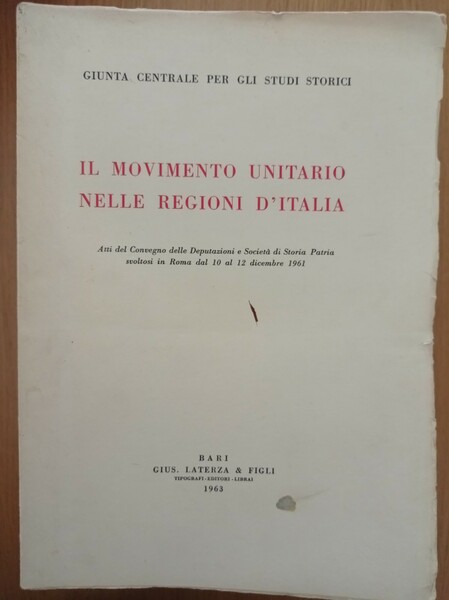 GIUNTA CENTRALE PER GLI STUDI STORICI
IL MOVIMENTO UNITARIO
NELLE REGIONI D'ITALIA
Atti del Convegno delle Deputazioni e Società di Storia Patria
svoltosi in Roma dal 10 al 12 dicembre 1961
BARI
GIUS. LATERZA & FIGLI
TIPOGRAFI-EDITORI-LIBRAI
1963